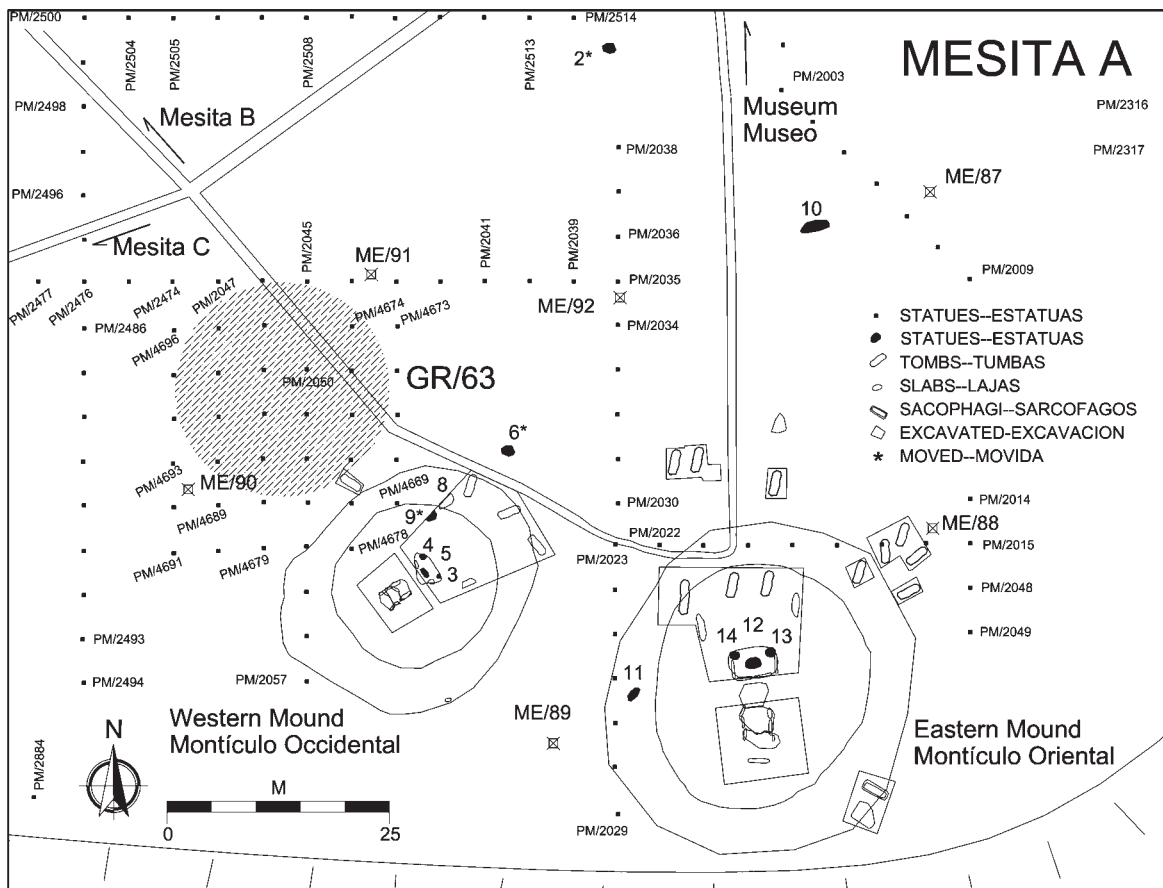 PM/2500
PM/2504
PM/2505
PM/2508
PM/2513
PM/2514
2*
MESITA A
PM/2003
PM/2498
Mesita B
Museum
Museo
PM/2316
PM/2038
PM/2317
PM/2496
ME/87
10
Mesita C
PM/2045
PM/2041
PM/2039
PM/2036
ME/91
PM/2477
PM/2476
PM/2474
PM/2047
PM/2035
PM/2009
ME/92
PM/4674
PM/4673
PM/2486
PM/4696
PM/2034
STATUES--ESTATUAS
STATUES--ESTATUAS
TOMBS--TUMBAS
SLABS--LAJAS
SACOPHAGI--SARCOFAGOS
EXCAVATED-EXCAVACION
* MOVED--MOVIDA
PM/2050
GR/63
6*
PM/4693
ME/90
PM/4669
8
PM/2030
PM/2014
PM/4689
9*
PM/2022
ME/88
PM/4678
4
5
3
PM/2023
PM/2015
PM/4691
PM/4679
PM/2048
PM/2493
PM/2049
14
12
13
PM/2494
PM/2057
11
Western Mound
Montículo Occidental
ME/89
Eastern Mound
Montículo Oriental
N
PM/2884
M
0
25
PM/2029